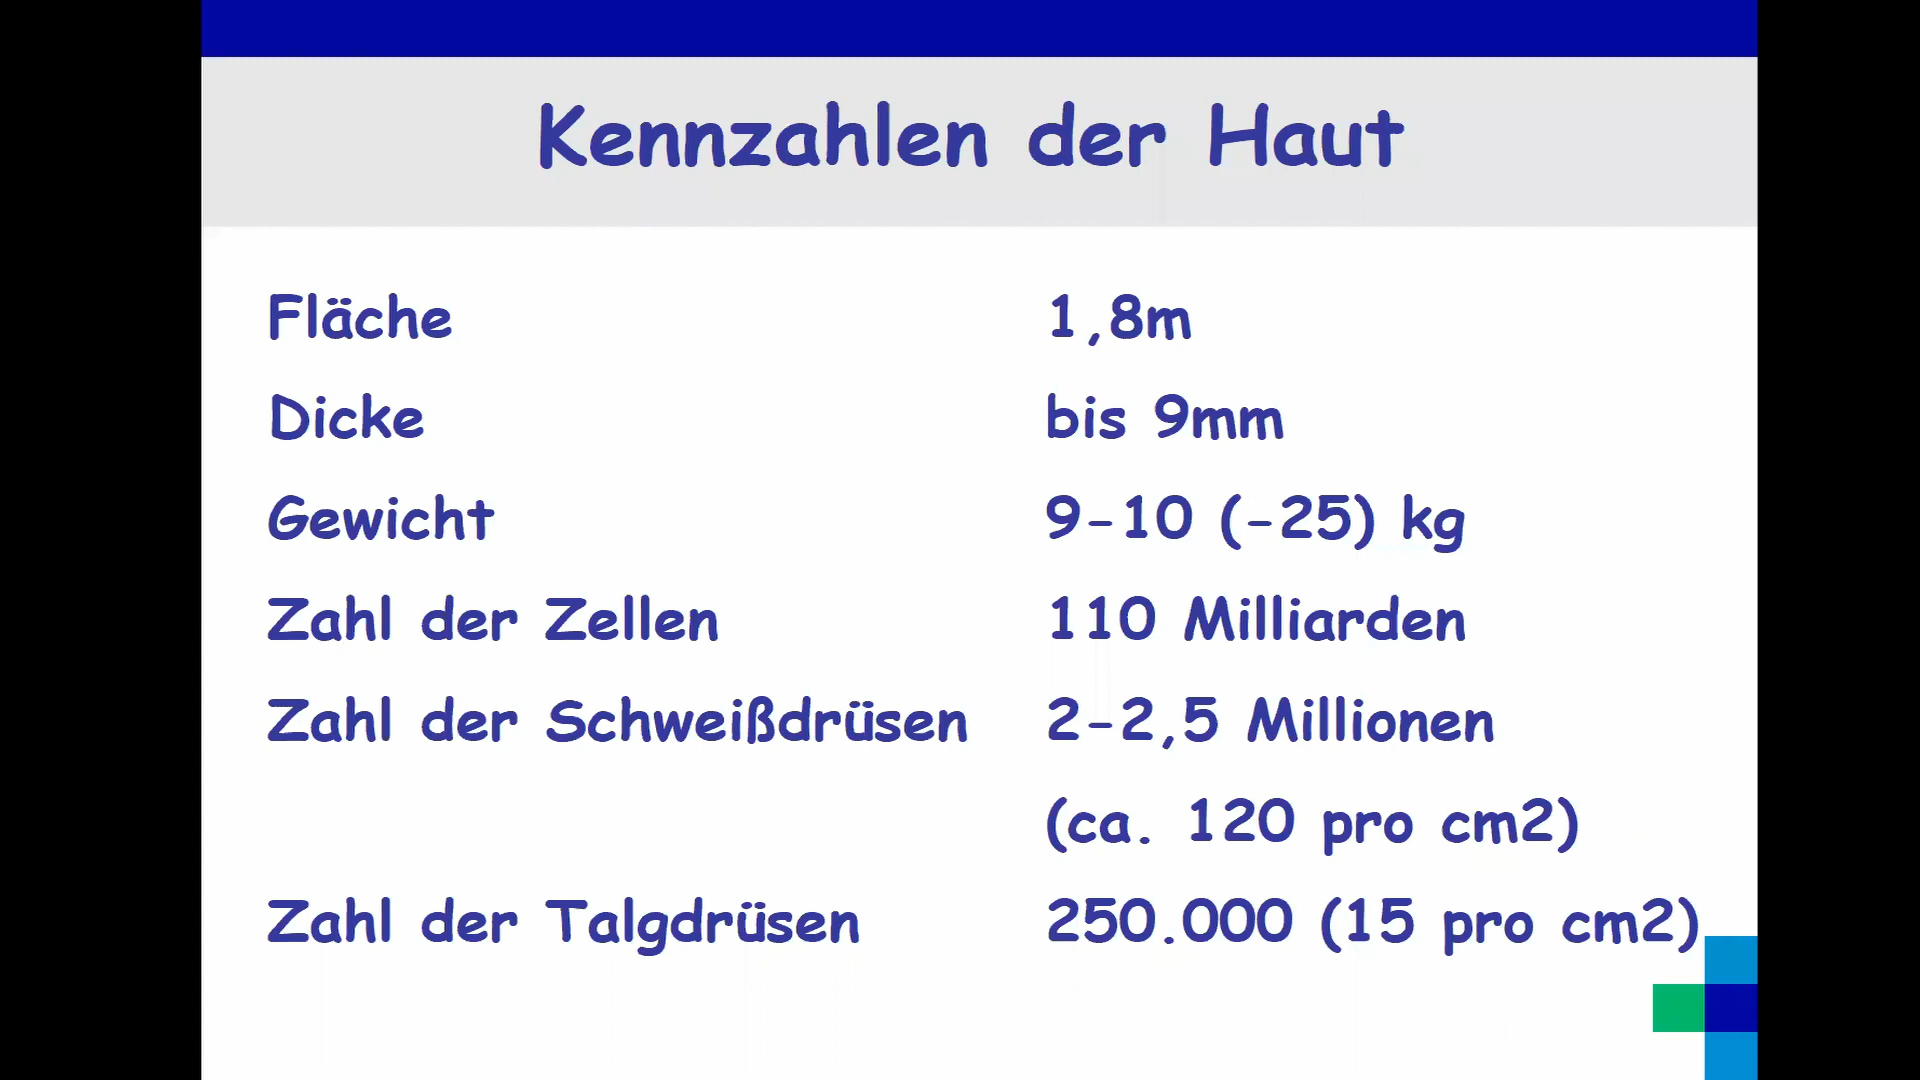 Kennzahlen der Haut
Fläche 1,8m
Dicke bis 9mm
Gewicht 9-10 (-25) kg
Zahl der Zellen 110 Milliarden
Zahl der Schweißdrüsen 2-2,5 Millionen
(ca. 120 pro cm2)
Zahl der Talgdrüsen 250.000 (15 pro cm2)